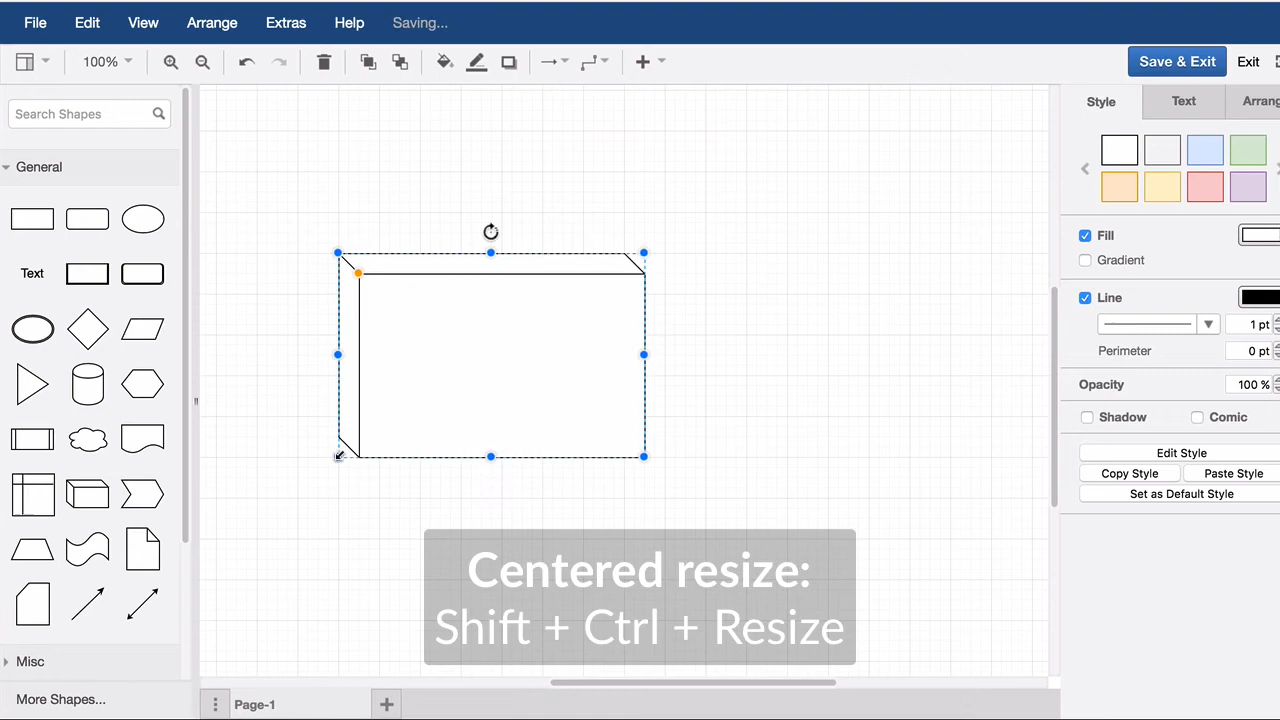 File Edit View Arrange Extras Help Saving...
100% Save & Exit Exit
Search Shapes
General
Text
Misc
More Shapes...
Style Text Arrang
Fill
Gradient
Line
1 pt
Perimeter 0 pt
Opacity 100 %
Shadow Comic
Edit Style
Copy Style Paste Style
Set as Default Style
Centered resize:
Shift + Ctrl + Resize
Page-1